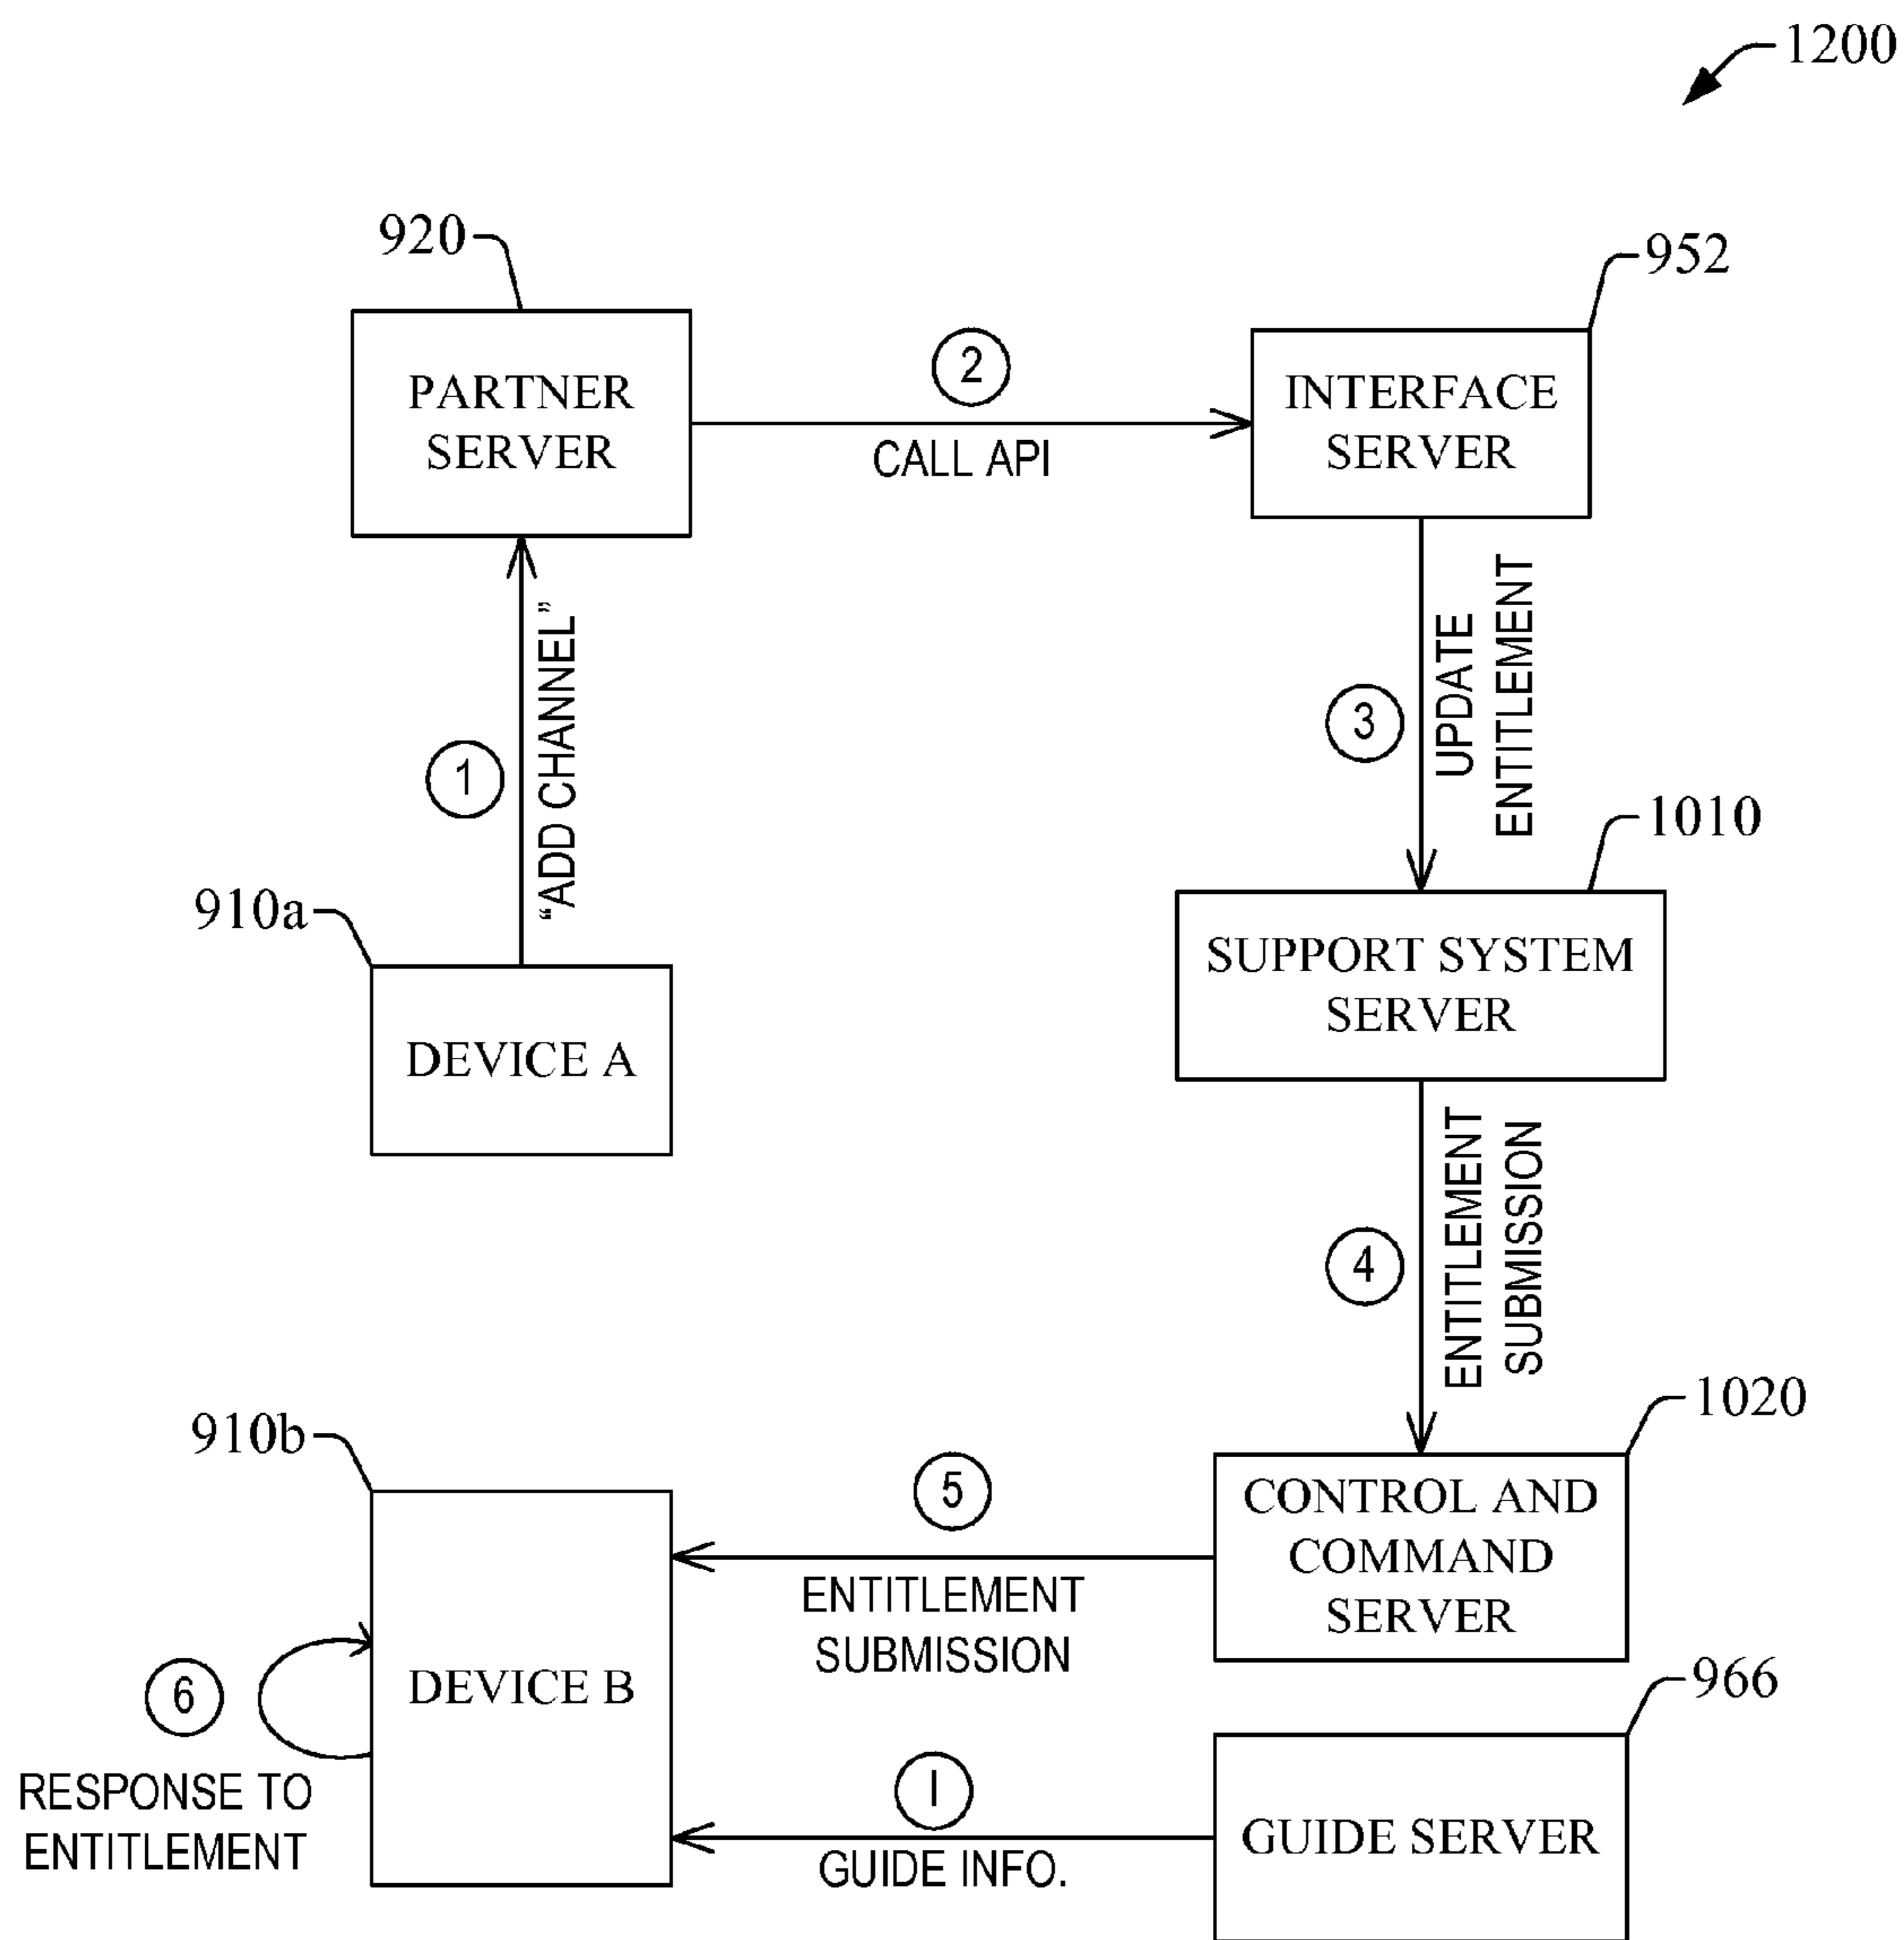 1200
920
952
PARTNER
SERVER
2
CALL API
INTERFACE
SERVER
1
“ADD CHANNEL”
3
UPDATE
ENTITLEMENT
910a
DEVICE A
1010
SUPPORT SYSTEM
SERVER
4
ENTITLEMENT
SUBMISSION
910b
1020
5
ENTITLEMENT
SUBMISSION
CONTROL AND
COMMAND
SERVER
6
RESPONSE TO
ENTITLEMENT
DEVICE B
966
I
GUIDE INFO.
GUIDE SERVER